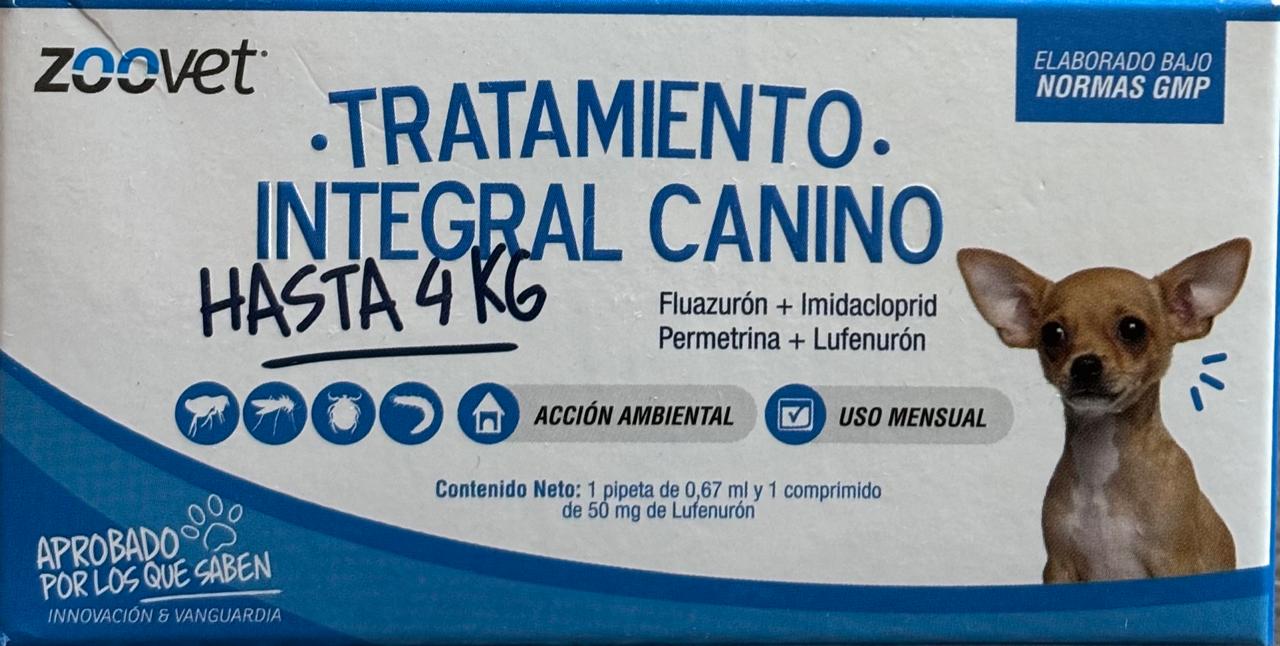 zoovet
ELABORADO BAJO
NORMAS GMP
·TRATAMIENTO·
INTEGRAL CANINO
HASTA 4 KG
Fluazurón + Imidacloprid
Permetrina + Lufenurón
ACCIÓN AMBIENTAL
USO MENSUAL
Contenido Neto: 1 pipeta de 0,67 ml y 1 comprimido
de 50 mg de Lufenurón
APROBADO
POR LOS QUE SABEN
INNOVACIÓN & VANGUARDIA